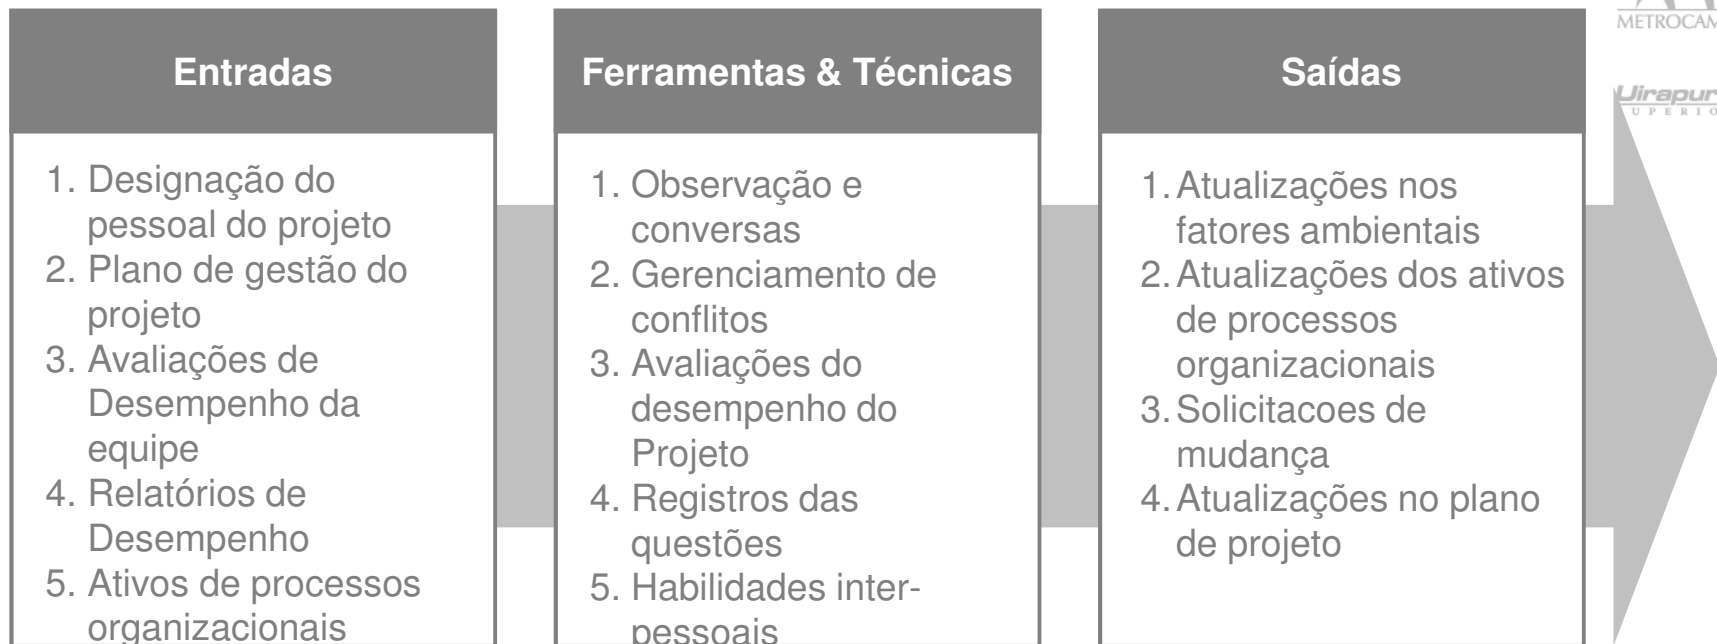 Entradas
1. Designação do
pessoal do projeto
2. Plano de gestão do
projeto
3. Avaliações de
Desempenho da
equipe
4. Relatórios de
Desempenho
5. Ativos de processos
organizacionais
Ferramentas & Técnicas
1. Observação e
conversas
2. Gerenciamento de
conflitos
3. Avaliações do
desempenho do
Projeto
4. Registros das
questões
5. Habilidades inter-
pessoais
Saídas
1. Atualizações nos
fatores ambientais
2. Atualizações dos ativos
de processos
organizacionais
3. Solicitacoes de
mudança
4. Atualizações no plano
de projeto